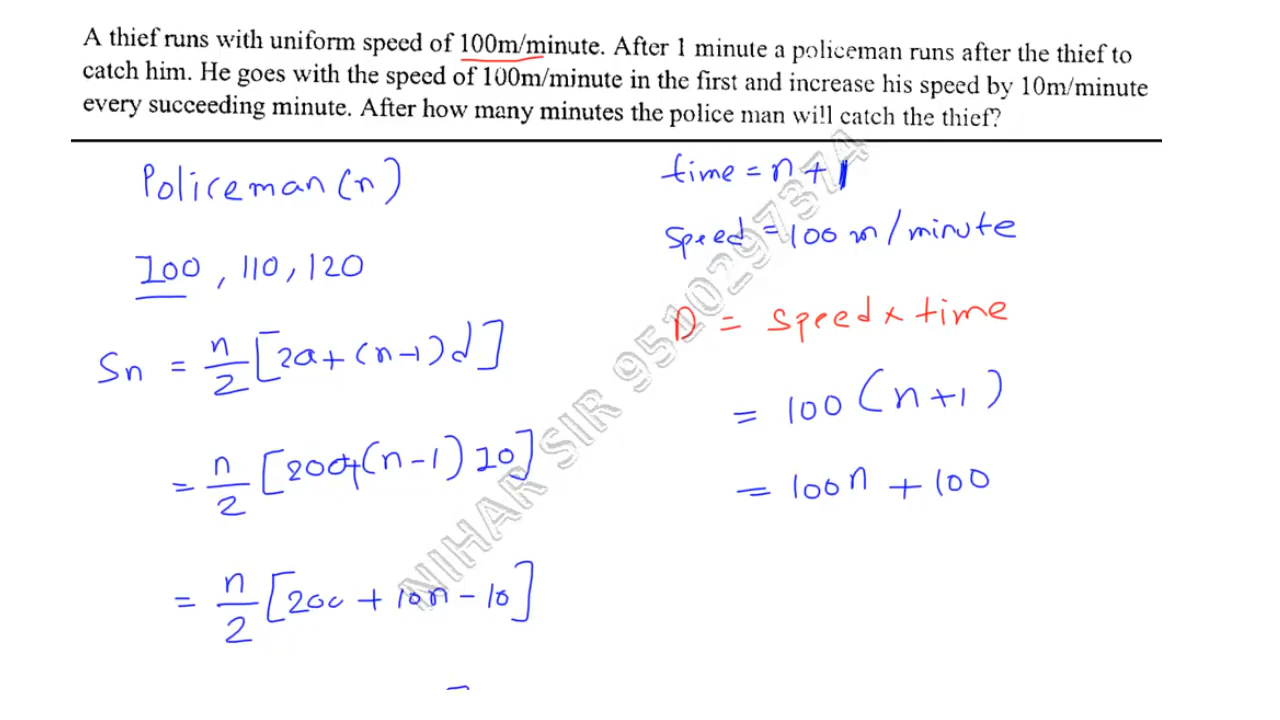 A thief runs with uniform speed of 100m/minute. After 1 minute a policeman runs after the thief to
catch him. He goes with the speed of 100m/minute in the first and increase his speed by 10m/minute
every succeeding minute. After how many minutes the police man will catch the thief?
Policeman (n)
100, 110, 120
Sn = n/2 [2a + (n-1)d]
= n/2 [200+(n-1)10]
= n/2 [200 + 10n - 10]
time = n + 1
Speed = 100 m/minute
D = Speed x time
= 100 (n+1)
= 100n + 100
NIHAR SIR 9510297374